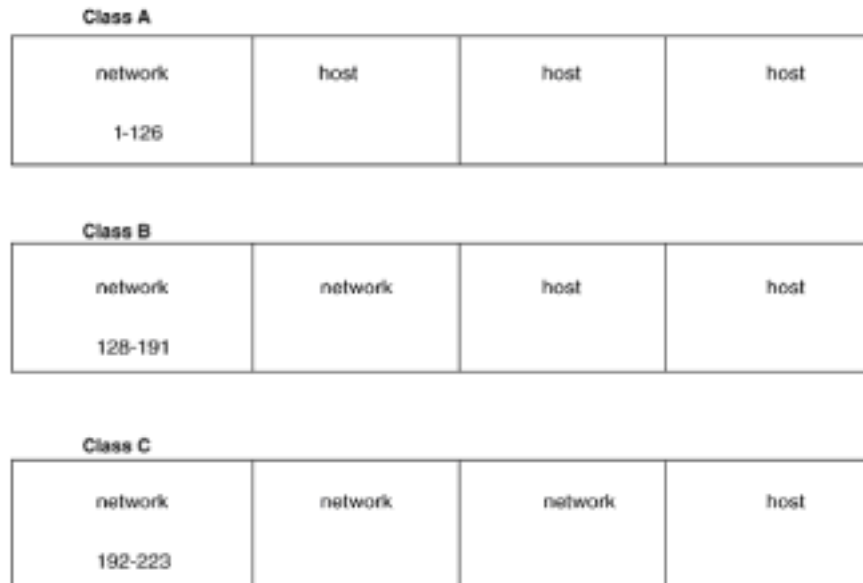 Class A
network host host host
1-126
Class B
network network host host
128-191
Class C
network network network host
192-223